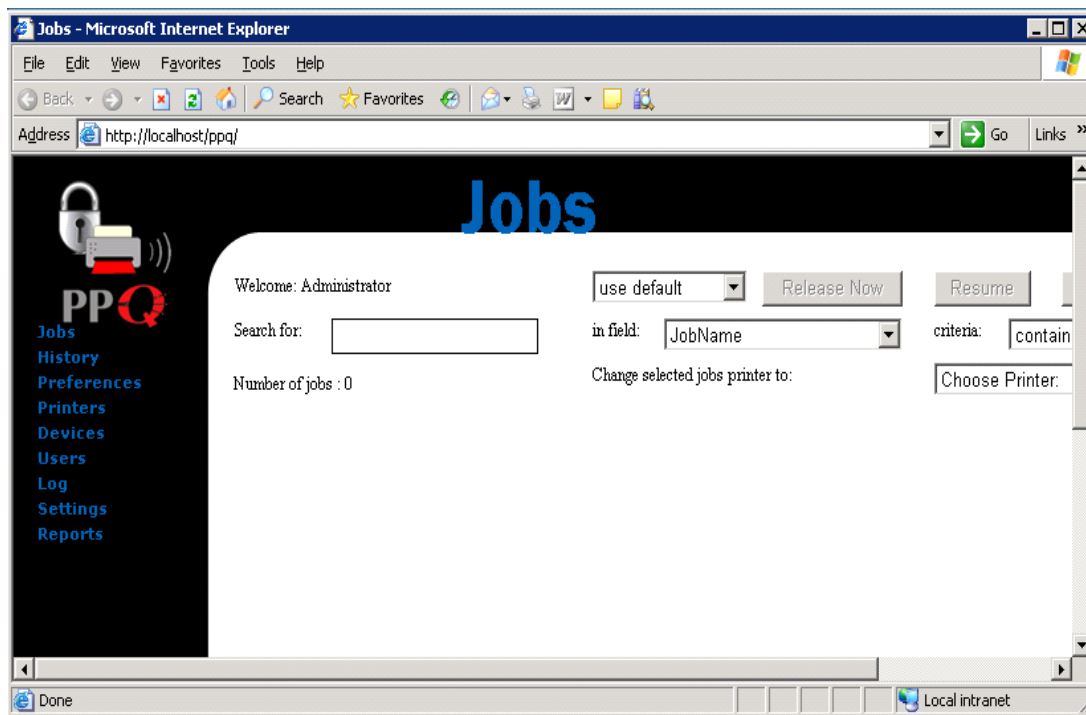 Jobs - Microsoft Internet Explorer
File Edit View Favorites Tools Help
Back Search Favorites
Address http://localhost/ppq/ Go Links »
Jobs
PPQ
Jobs
History
Preferences
Printers
Devices
Users
Log
Settings
Reports
Welcome: Administrator use default Release Now Resume
Search for: in field: JobName criteria: contain
Number of jobs : 0 Change selected jobs printer to: Choose Printer:
Done Local intranet